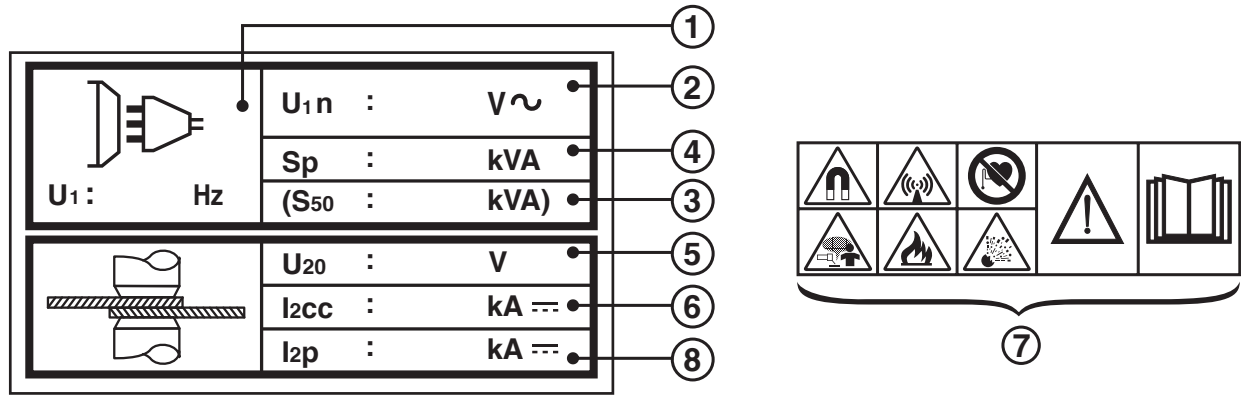 1
U1n : V~
2
Sp : kVA
4
U1: Hz
(S50 : kVA)
3
U20 : V
5
I2cc : kA
6
I2p : kA
8
7